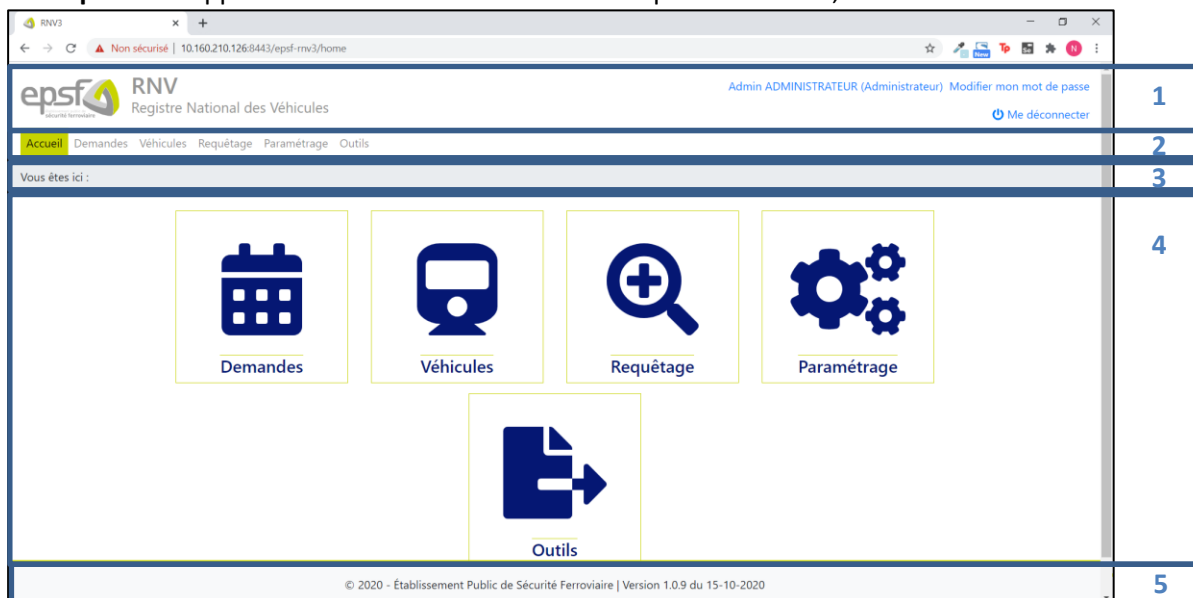 RNV3
Non sécurisé | 10.160.210.126:8443/epsf-rnv3/home
New
Tp
N
epsf
sécurité ferroviaire
RNV
Registre National des Véhicules
Admin ADMINISTRATEUR (Administrateur) Modifier mon mot de passe
Me déconnecter
1
Accueil Demandes Véhicules Requêtage Paramétrage Outils
2
Vous êtes ici :
3
4
Demandes Véhicules Requêtage Paramétrage
Outils
© 2020 - Établissement Public de Sécurité Ferroviaire | Version 1.0.9 du 15-10-2020
5